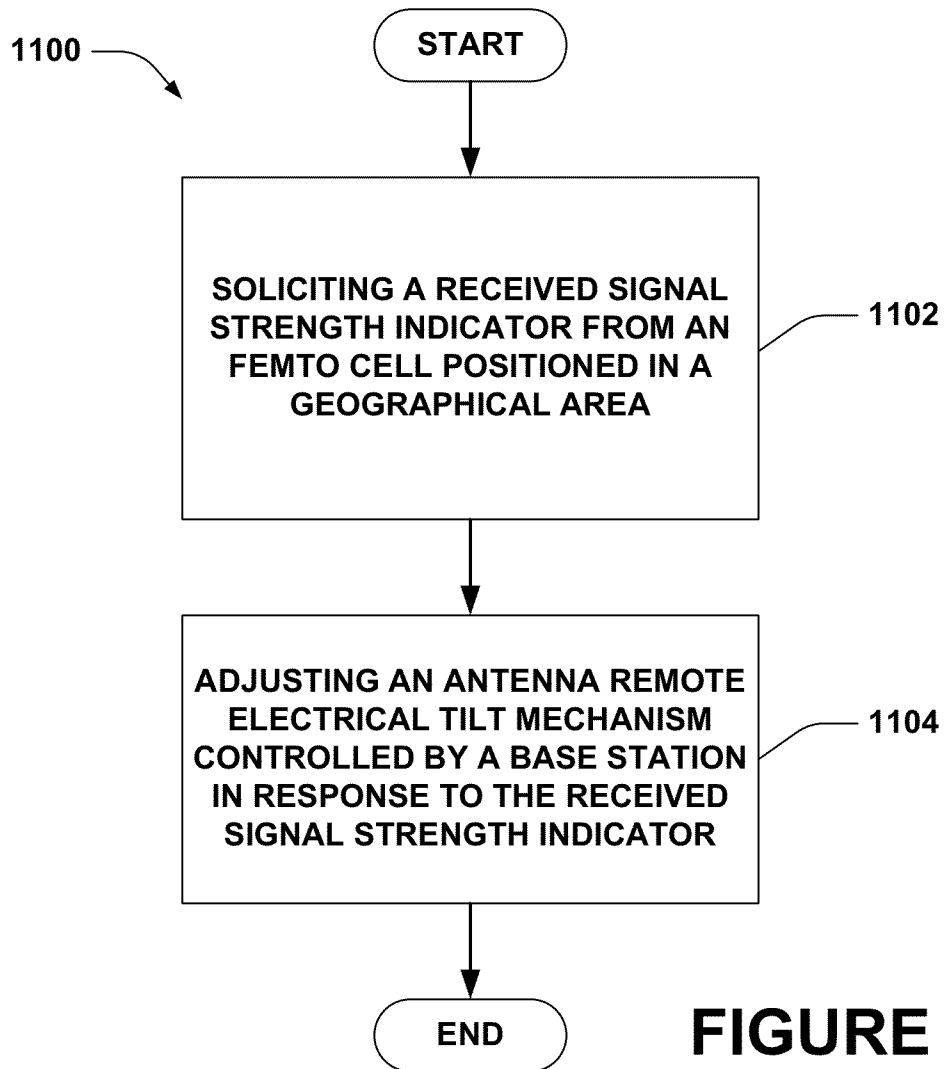 1100
START
SOLICITING A RECEIVED SIGNAL
STRENGTH INDICATOR FROM AN
FEMTO CELL POSITIONED IN A
GEOGRAPHICAL AREA
1102
ADJUSTING AN ANTENNA REMOTE
ELECTRICAL TILT MECHANISM
CONTROLLED BY A BASE STATION
IN RESPONSE TO THE RECEIVED
SIGNAL STRENGTH INDICATOR
1104
END
FIGURE